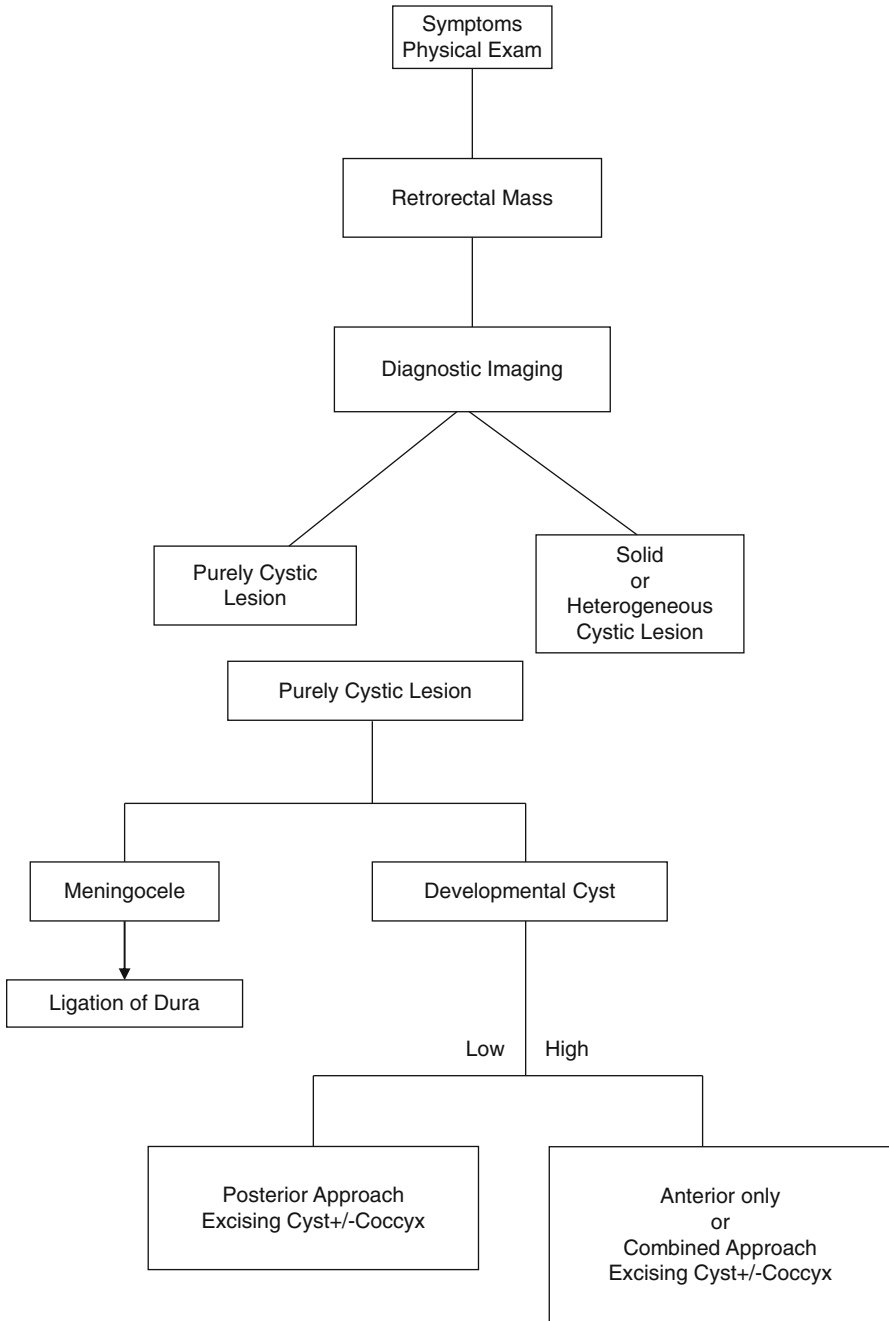 Symptoms
Physical Exam
Retrorectal Mass
Diagnostic Imaging
Purely Cystic
Lesion
Solid
or
Heterogeneous
Cystic Lesion
Purely Cystic Lesion
Meningocele
Developmental Cyst
Ligation of Dura
Low High
Posterior Approach
Excising Cyst+/-Coccyx
Anterior only
or
Combined Approach
Excising Cyst+/-Coccyx